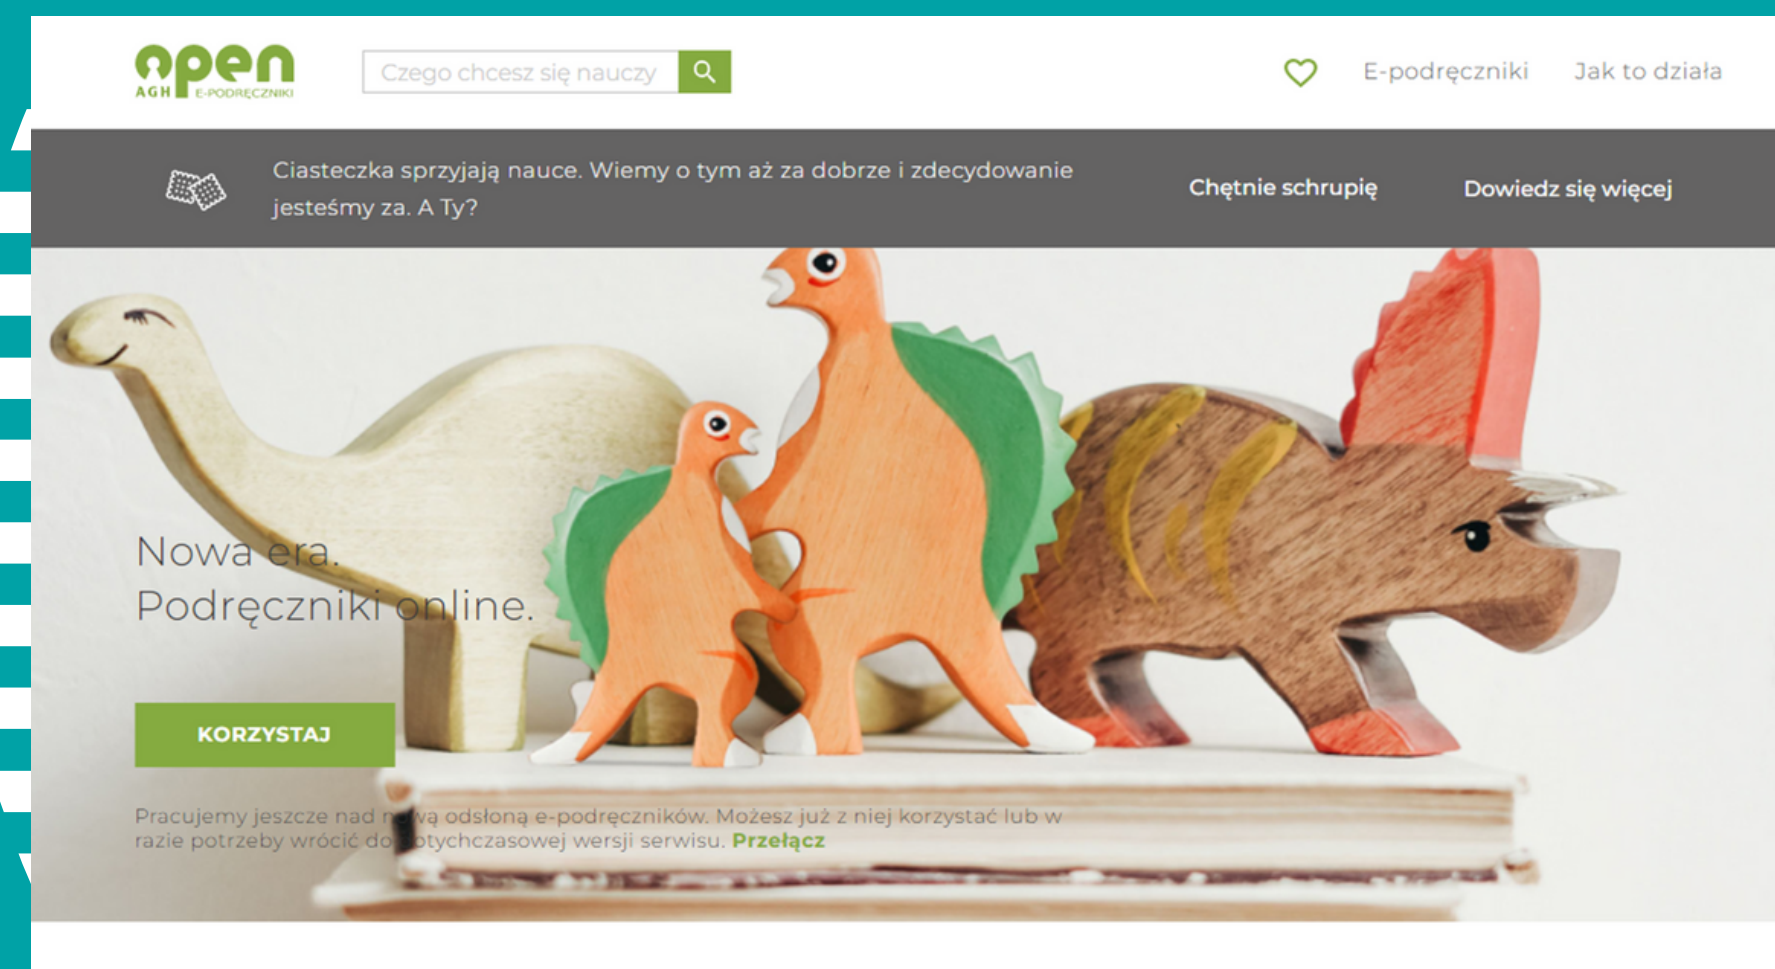 open
AGH E-PODRĘCZNIKI
Czego chcesz się nauczyć
E-podręczniki
Jak to działa
Ciasteczka sprzyjają nauce. Wiemy o tym aż za dobrze i zdecydowanie
jesteśmy za. A Ty?
Chętnie schrupię
Dowiedz się więcej
Nowa era.
Podręczniki online.
KORZYSTAJ
Pracujemy jeszcze nad nową odsłoną e-podręczników. Możesz już z niej korzystać lub w
razie potrzeby wrócić do dotychczasowej wersji serwisu. Przełącz